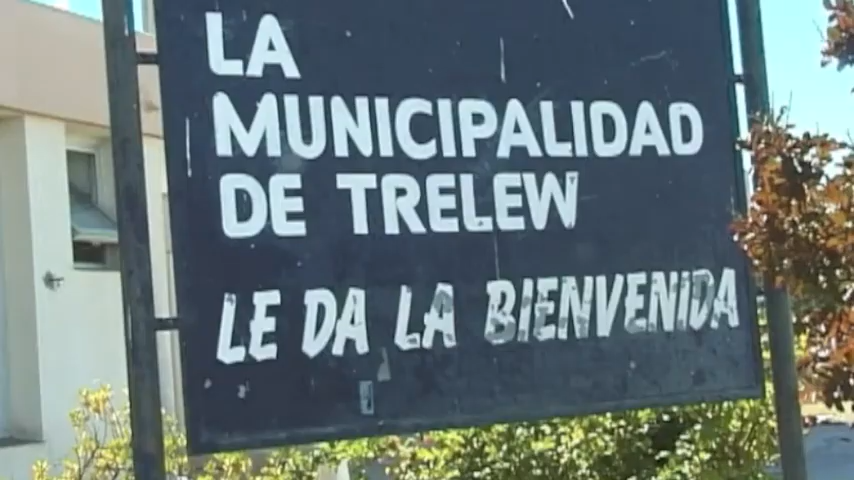 LA
MUNICIPALIDAD
DE TRELEW
LE DA LA BIENVENIDA